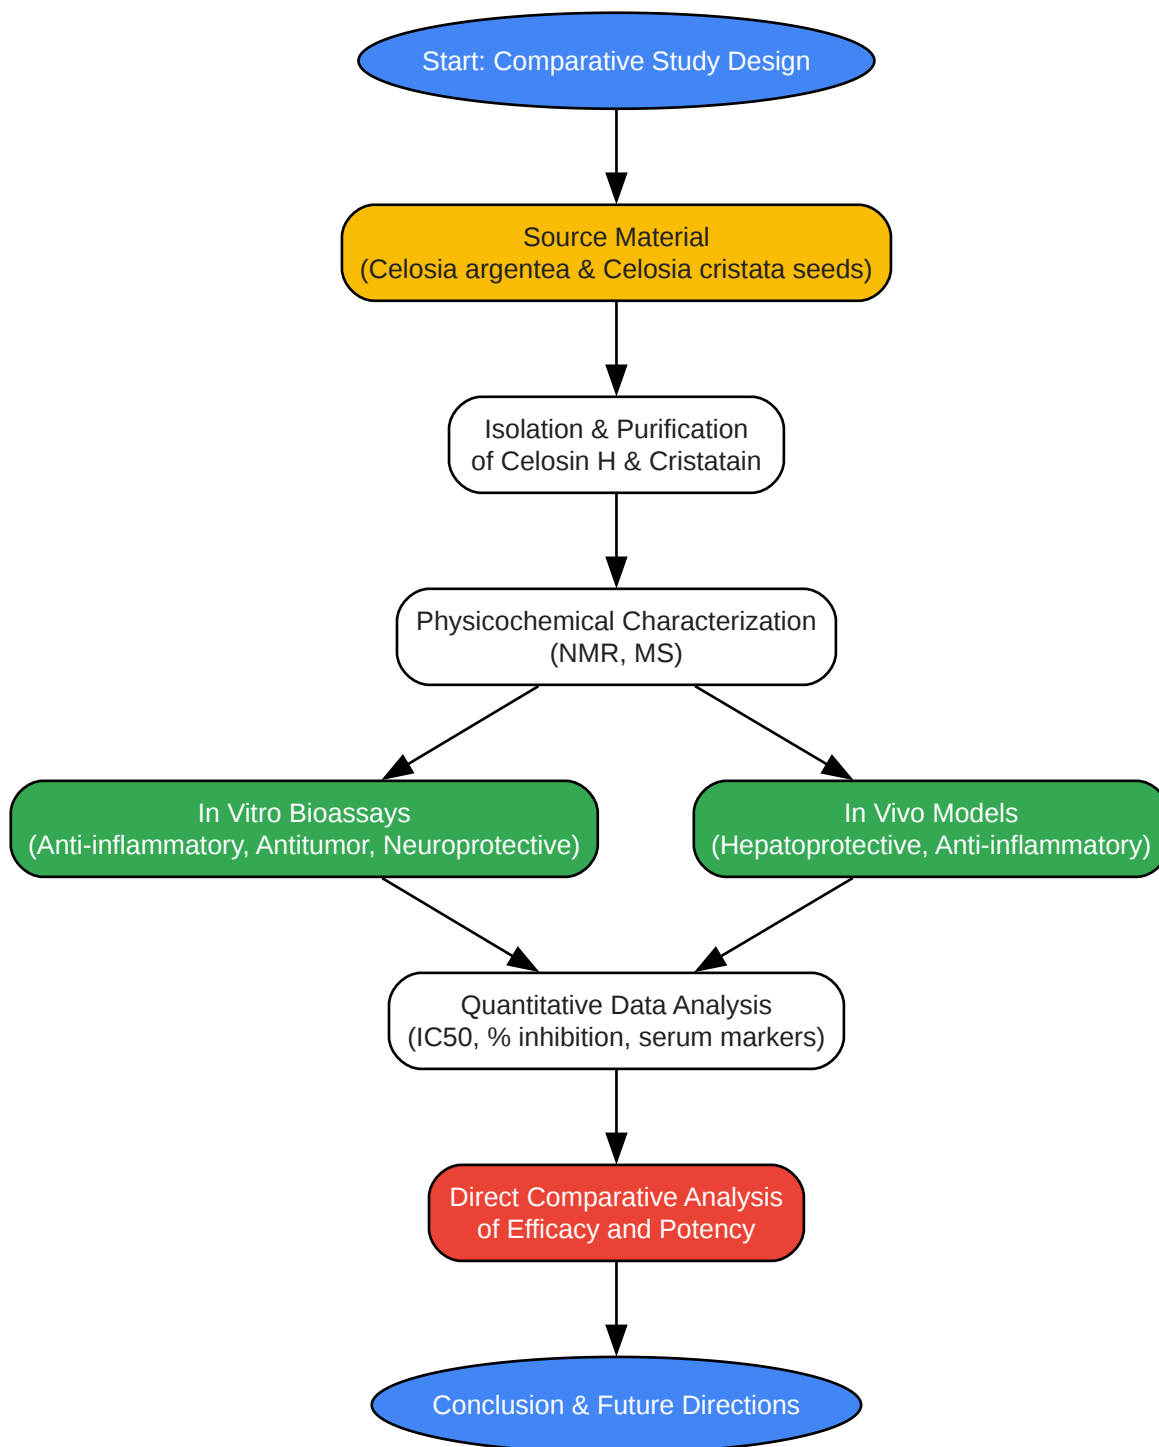 Start: Comparative Study Design
Source Material
(Celosia argentea & Celosia cristata seeds)
Isolation & Purification
of Celosin H & Cristatain
Physicochemical Characterization
(NMR, MS)
In Vitro Bioassays
(Anti-inflammatory, Antitumor, Neuroprotective)
In Vivo Models
(Hepatoprotective, Anti-inflammatory)
Quantitative Data Analysis
(IC50, % inhibition, serum markers)
Direct Comparative Analysis
of Efficacy and Potency
Conclusion & Future Directions